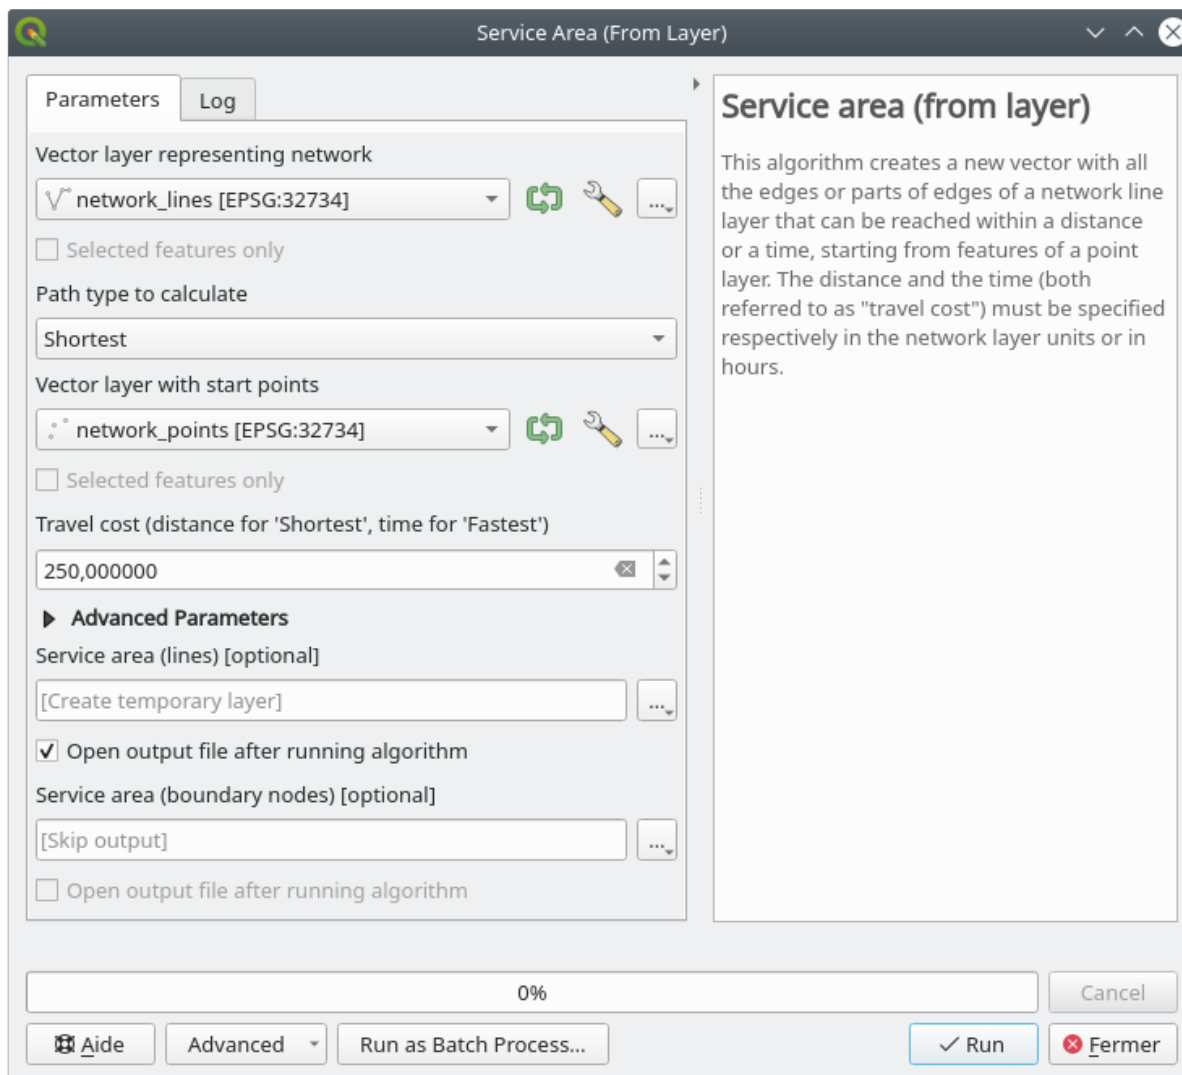 Service Area (From Layer)
Parameters
Log
Vector layer representing network
network_lines [EPSG:32734]
...
Selected features only
Path type to calculate
Shortest
Vector layer with start points
network_points [EPSG:32734]
...
Selected features only
Travel cost (distance for 'Shortest', time for 'Fastest')
250,000000
Advanced Parameters
Service area (lines) [optional]
[Create temporary layer]
...
Open output file after running algorithm
Service area (boundary nodes) [optional]
[Skip output]
...
Open output file after running algorithm
Service area (from layer)
This algorithm creates a new vector with all
the edges or parts of edges of a network line
layer that can be reached within a distance
or a time, starting from features of a point
layer. The distance and the time (both
referred to as "travel cost") must be specified
respectively in the network layer units or in
hours.
0%
Cancel
Aide
Advanced
Run as Batch Process...
Run
Fermer